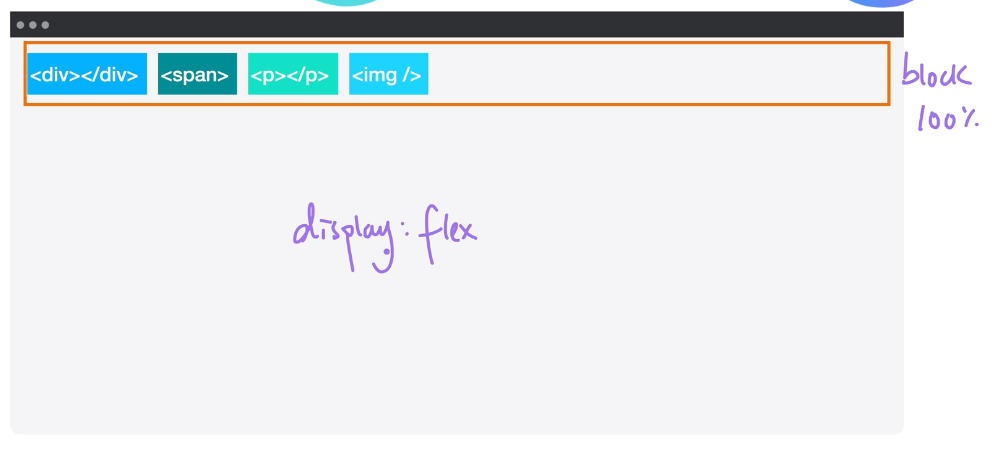 <div></div> <span> <p></p> <img />
block
100%
display: flex